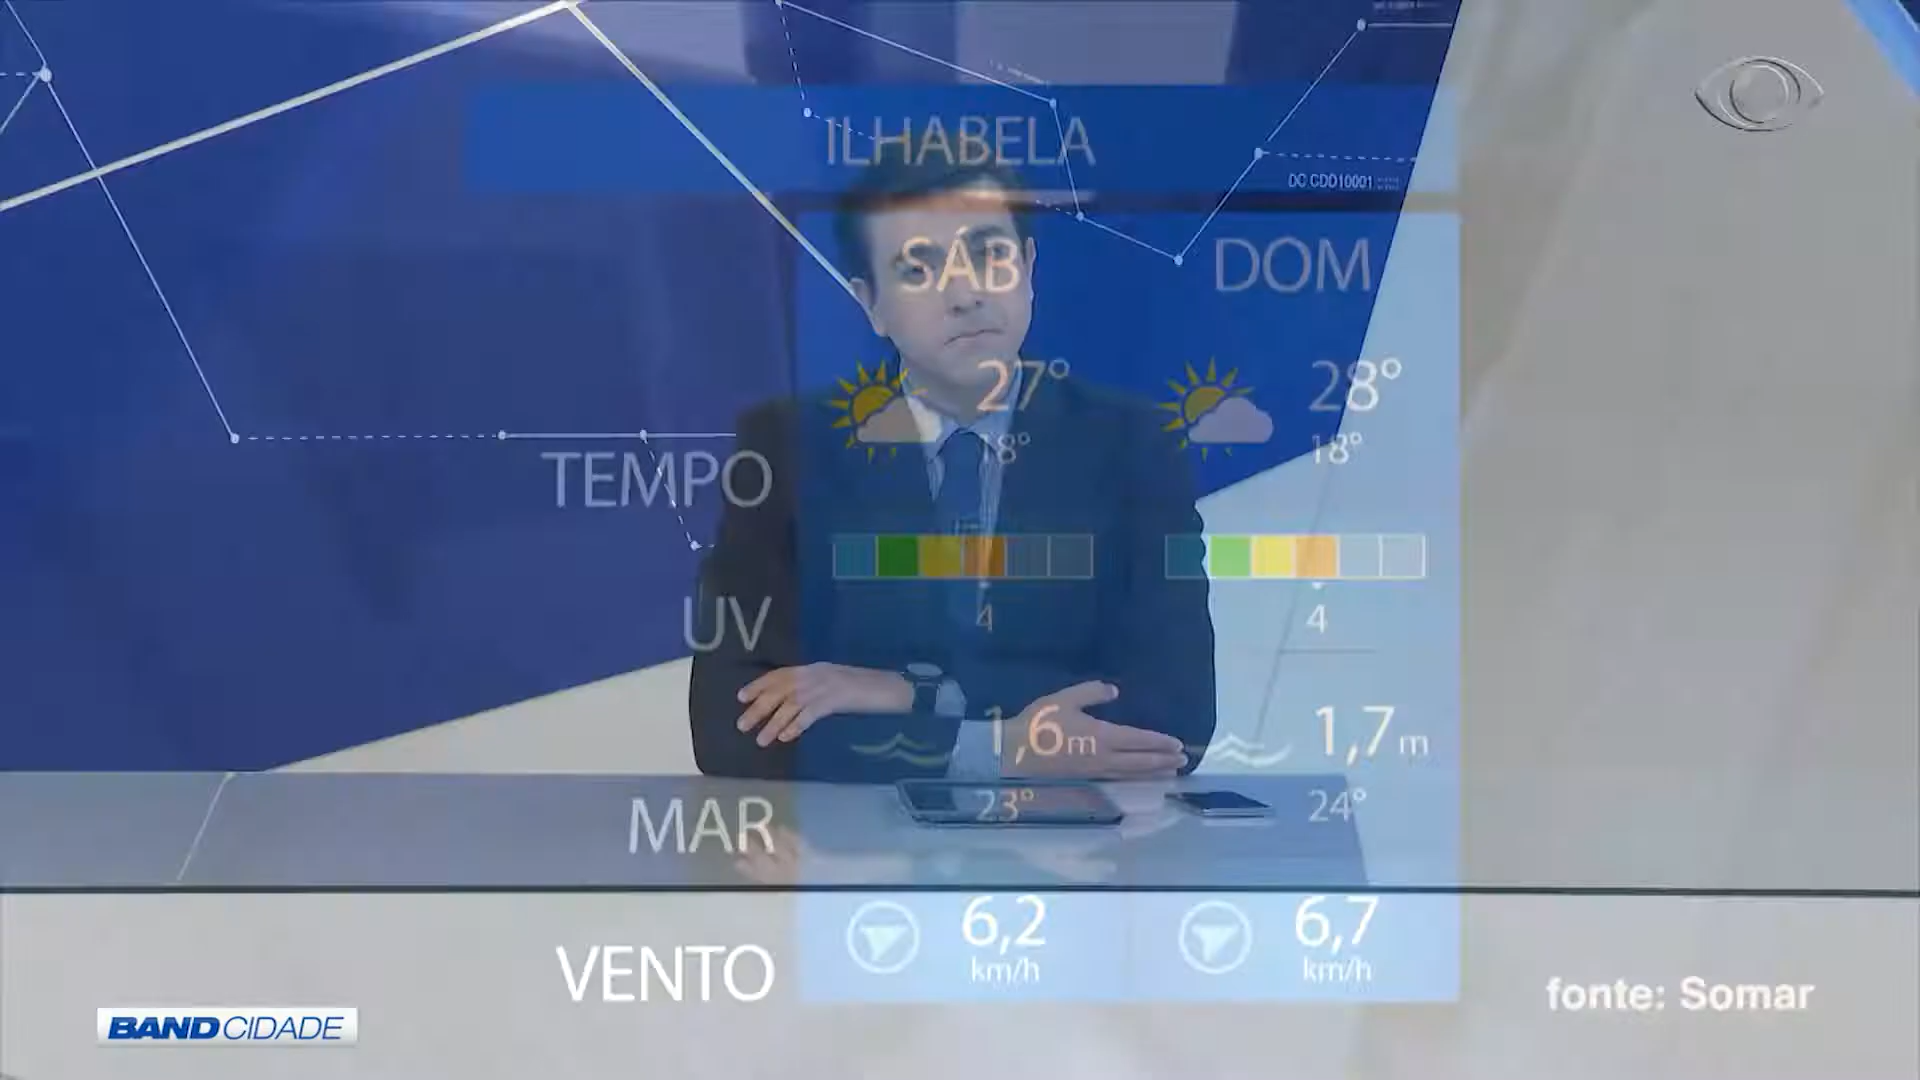 ILHABELA
DC CDD10001
SÁB DOM
27° 28°
18° 18°
TEMPO
UV
4 4
1,6m 1,7m
23° 24°
MAR
6,2 6,7
km/h km/h
VENTO
fonte: Somar
BAND CIDADE